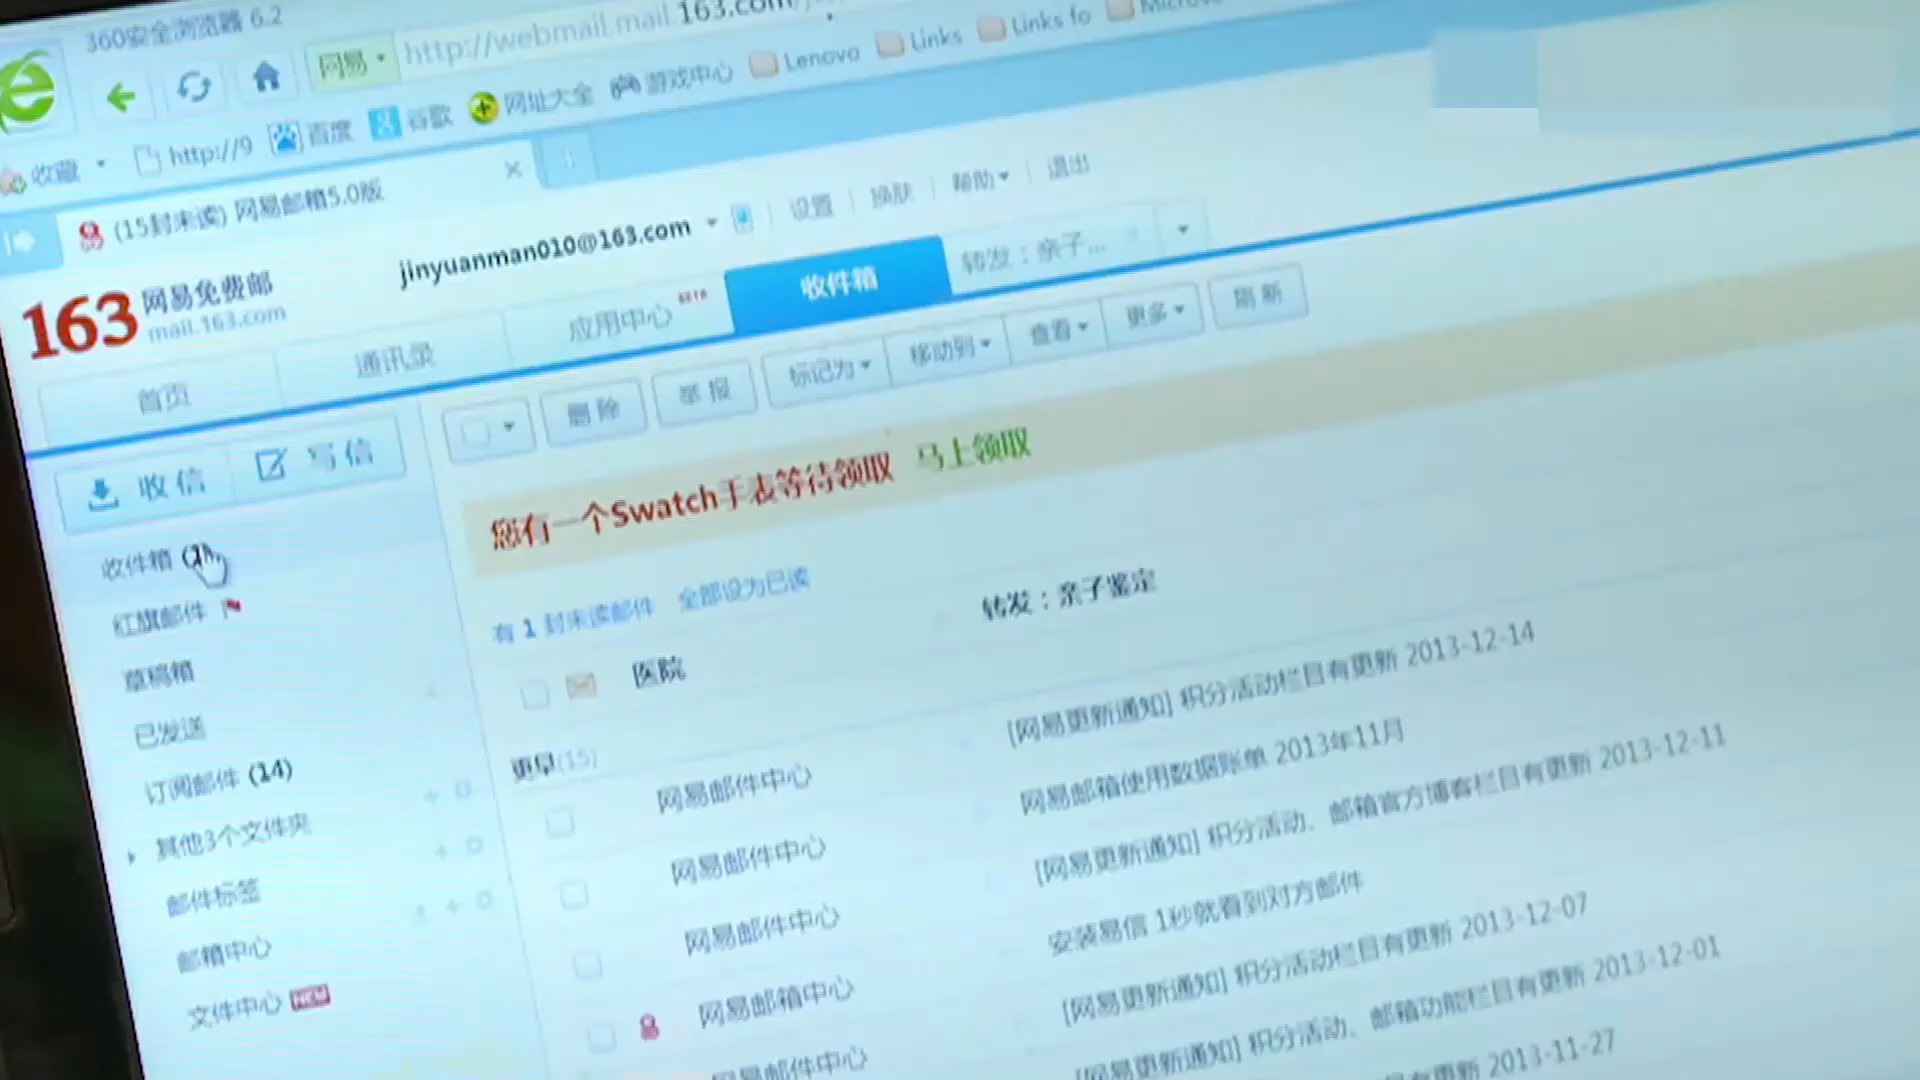 360安全浏览器 6.2
网易 http://webmail.mail.163.com
收藏 http://9 百度 谷歌 网址大全 游戏中心 Lenovo Links Links fo
(15封未读) 网易邮箱5.0版
163 网易免费邮 mail.163.com
jinyuanman010@163.com 设置 换肤 帮助 退出
首页 通讯录 应用中心 BETA 收件箱 转发：亲子...
收信 写信
删除 举报 标记为 移动到 查看 更多 刷新
您有一个Swatch手表等待领取 马上领取
收件箱
红旗邮件
草稿箱
已发送
订阅邮件 (14)
其他3个文件夹
邮件标签
邮箱中心
文件中心 NEW
有 1 封未读邮件 全部设为已读
医院 转发：亲子鉴定
更早(15)
网易邮件中心 [网易更新通知] 积分活动栏目有更新 2013-12-14
网易邮件中心 网易邮箱使用数据账单 2013年11月
网易邮件中心 [网易更新通知] 积分活动、邮箱官方博客栏目有更新 2013-12-11
网易邮箱中心 安装易信 1秒就看到对方邮件
网易邮件中心 [网易更新通知] 积分活动栏目有更新 2013-12-07
[网易更新通知] 积分活动、邮箱功能栏目有更新 2013-12-01
有更新 2013-11-27